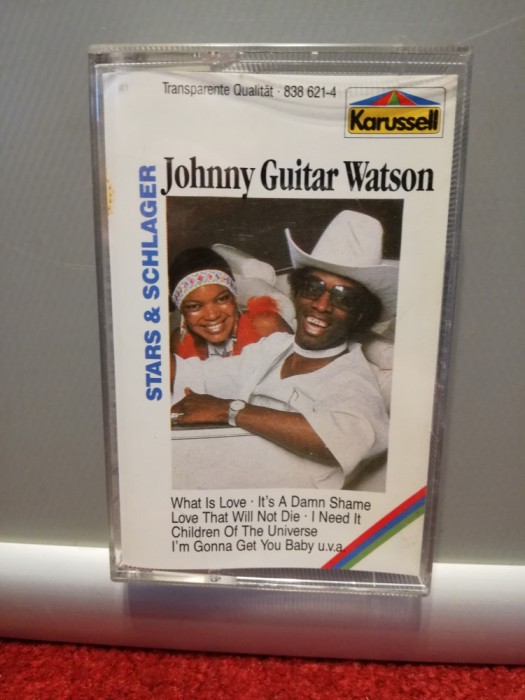 Transparente Qualität · 838 621-4
Karussell
Johnny Guitar Watson
STARS & SCHLAGER
What Is Love · It's A Damn Shame
Love That Will Not Die · I Need It
Children Of The Universe
I'm Gonna Get You Baby u.v.a.